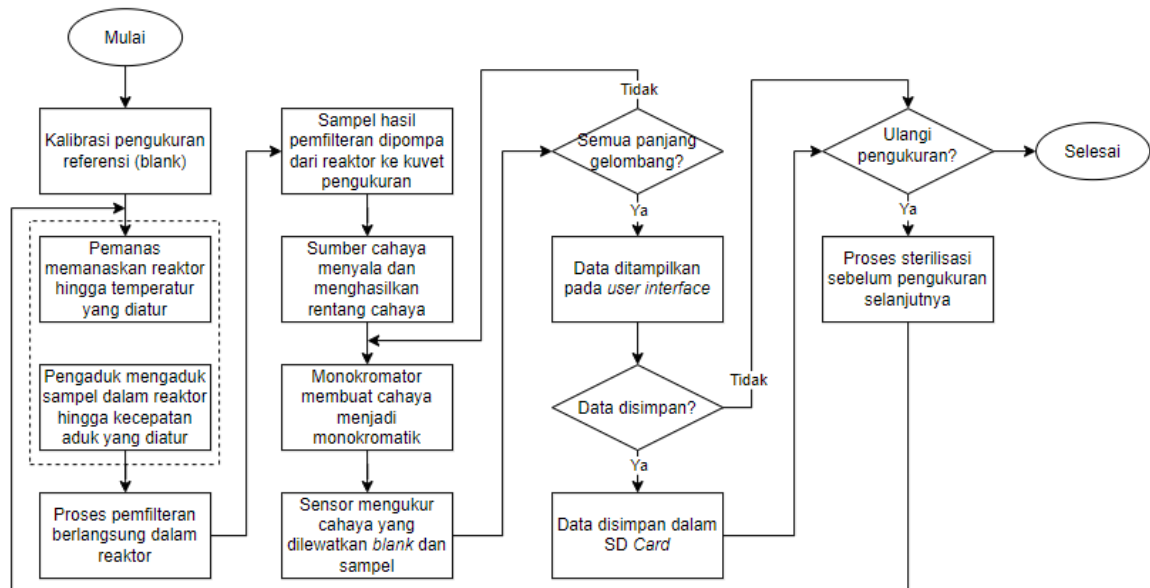 Mulai
Kalibrasi pengukuran
referensi (blank)
Pemanas
memanaskan reaktor
hingga temperatur
yang diatur
Pengaduk mengaduk
sampel dalam reaktor
hingga kecepatan
aduk yang diatur
Proses pemfilteran
berlangsung dalam
reaktor
Sampel hasil
pemfilteran dipompa
dari reaktor ke kuvet
pengukuran
Sumber cahaya
menyala dan
menghasilkan
rentang cahaya
Monokromator
membuat cahaya
menjadi
monokromatik
Sensor mengukur
cahaya yang
dilewatkan blank dan
sampel
Tidak
Semua panjang
gelombang?
Ya
Data ditampilkan
pada user interface
Data disimpan?
Tidak
Ya
Data disimpan dalam
SD Card
Ulangi
pengukuran?
Ya
Proses sterilisasi
sebelum pengukuran
selanjutnya
Selesai